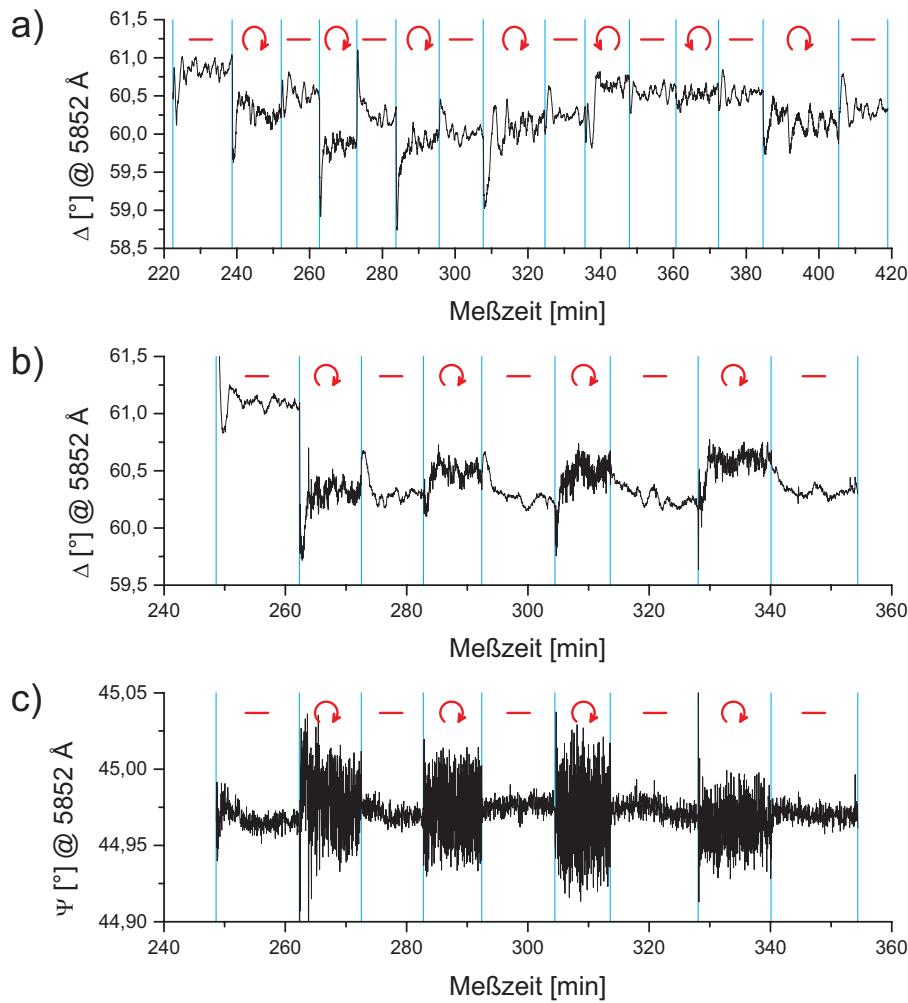 a)
Δ [°] @ 5852 Å
61,5
61,0
60,5
60,0
59,5
59,0
58,5
220 240 260 280 300 320 340 360 380 400 420
Meßzeit [min]
b)
Δ [°] @ 5852 Å
61,5
61,0
60,5
60,0
59,5
240 260 280 300 320 340 360
Meßzeit [min]
c)
Ψ [°] @ 5852 Å
45,05
45,00
44,95
44,90
240 260 280 300 320 340 360
Meßzeit [min]